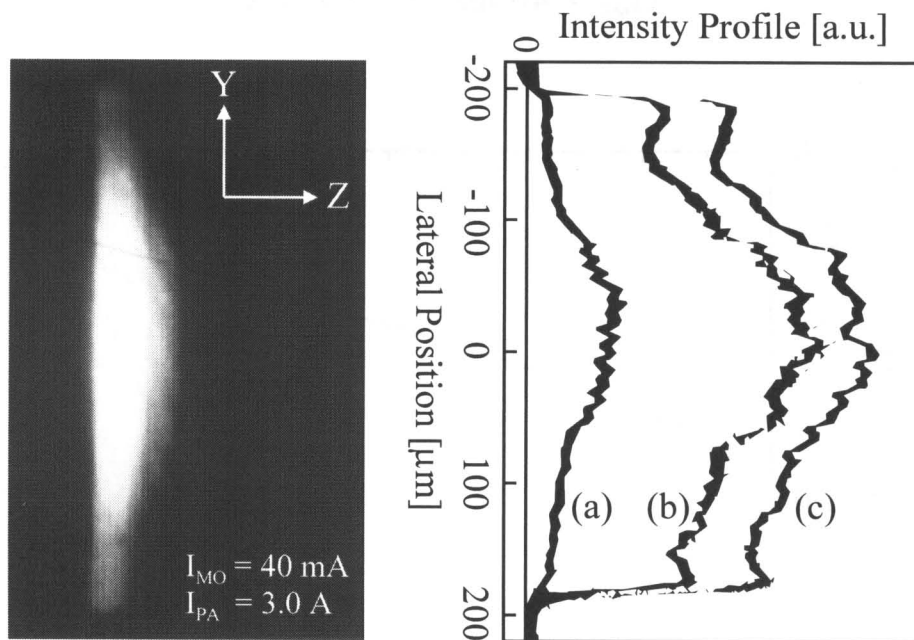 Y
Z
I_MO = 40 mA
I_PA = 3.0 A
Intensity Profile [a.u.]
0
-200
-100
0
100
200
Lateral Position [μm]
(a)
(b)
(c)